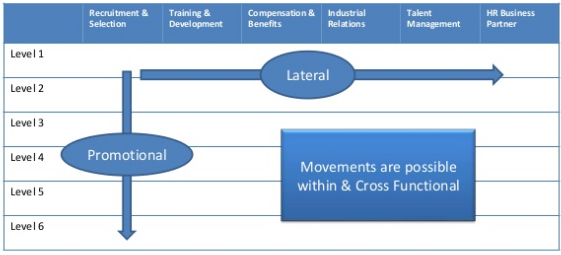 Recruitment & Training & Compensation & Industrial Talent HR Business
Selection Development Benefits Relations Management Partner
Level 1
Lateral
Level 2
Level 3
Promotional
Level 4
Movements are possible
within & Cross Functional
Level 5
Level 6